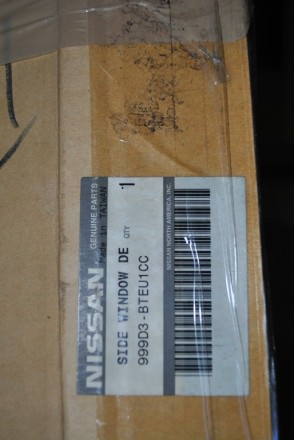 NISSAN GENUINE PARTS
Made in TAIWAN
SIDE WINDOW DE QTY 1
999D3-BTEU1CC
NISSAN NORTH AMERICA, INC.